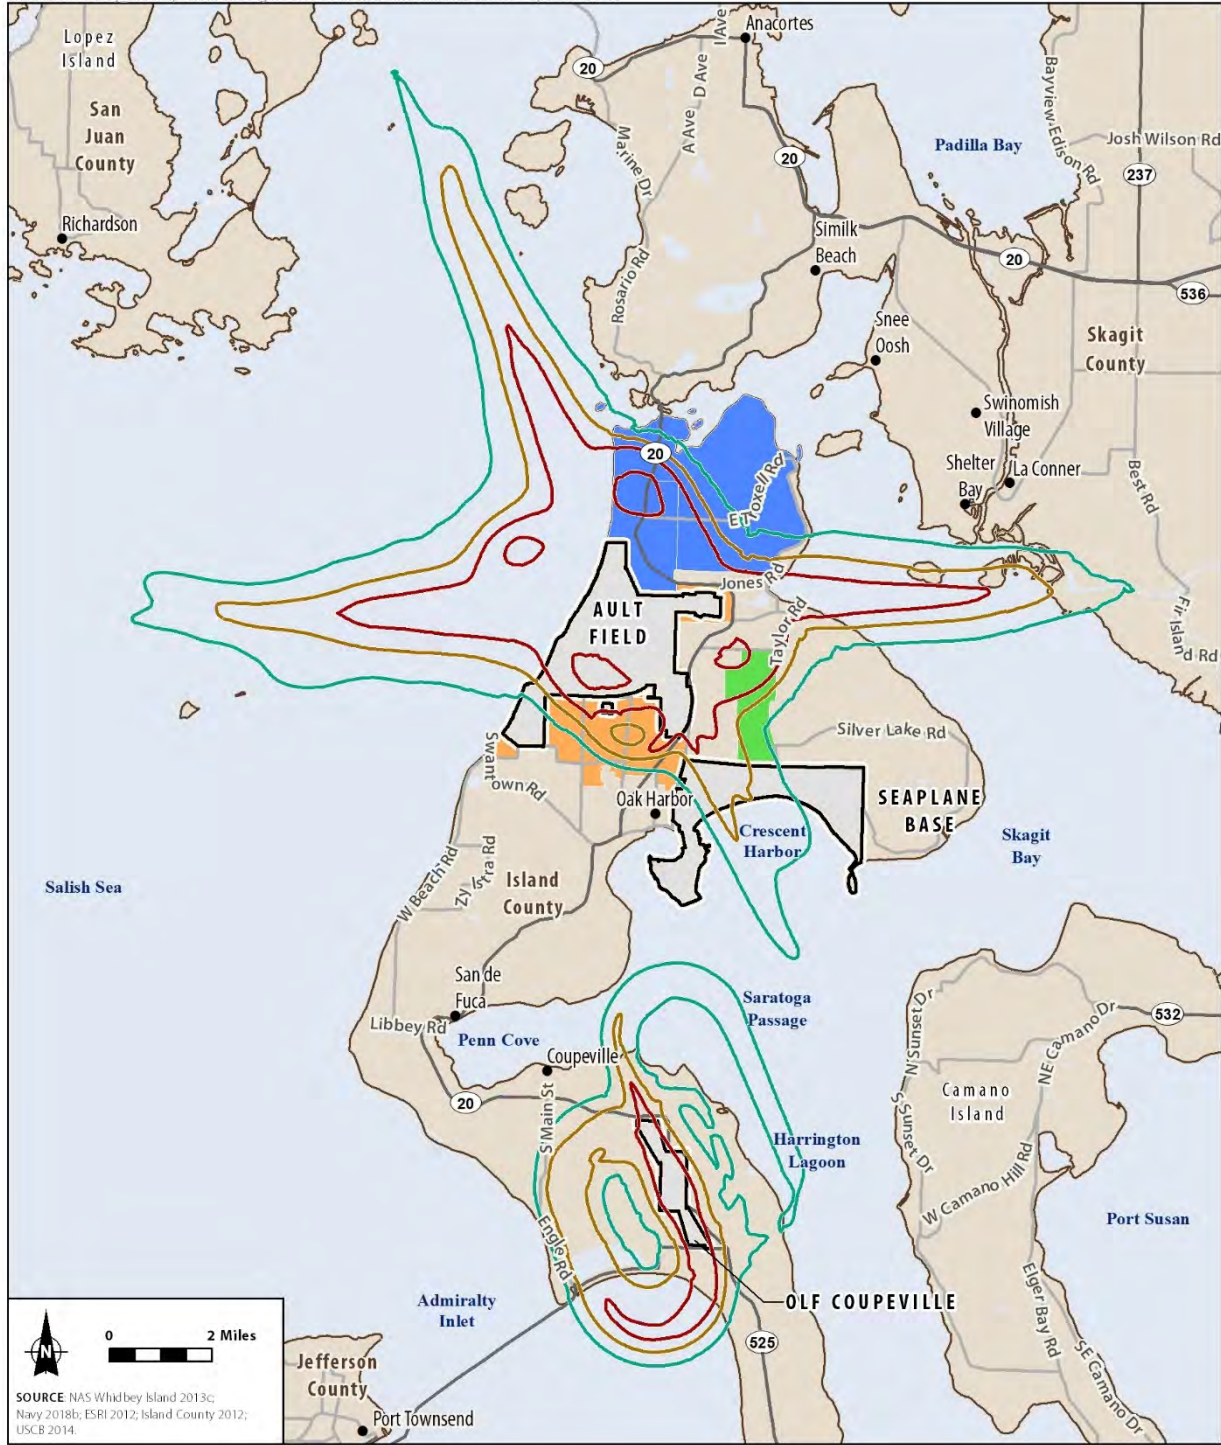 Lopez
Island
San
Juan
County
Richardson
Anacortes
I Ave
D Ave
A Ave
20
Marine Dr
20
Rosario Rd
Similk
Beach
Padilla Bay
Bayview-Edison Rd
Josh Wilson Rd
237
20
536
Snee
Oosh
Skagit
County
Swinomish
Village
Shelter
Bay
La Conner
Best Rd
20
E Troxell Rd
Jones Rd
Taylor Rd
Fir Island Rd
AULT
FIELD
Silver Lake Rd
Swantown Rd
Oak Harbor
SEAPLANE
BASE
Crescent
Harbor
Skagit
Bay
Salish Sea
W Beach Rd
Zylstra Rd
Island
County
San de
Fuca
Libbey Rd
Penn Cove
Coupeville
Saratoga
Passage
20
S Main St
Harrington
Lagoon
Engle Rd
Admiralty
Inlet
OLF COUPEVILLE
525
N Sunset Dr
S Sunset Dr
NE Camano Dr
532
Camano
Island
W Camano Hill Rd
Port Susan
Elger Bay Rd
SE Camano Dr
Jefferson
County
Port Townsend
N
0 2 Miles
SOURCE: NAS Whidbey Island 2013c;
Navy 2018b; ESRI 2012; Island County 2012;
USCB 2014.